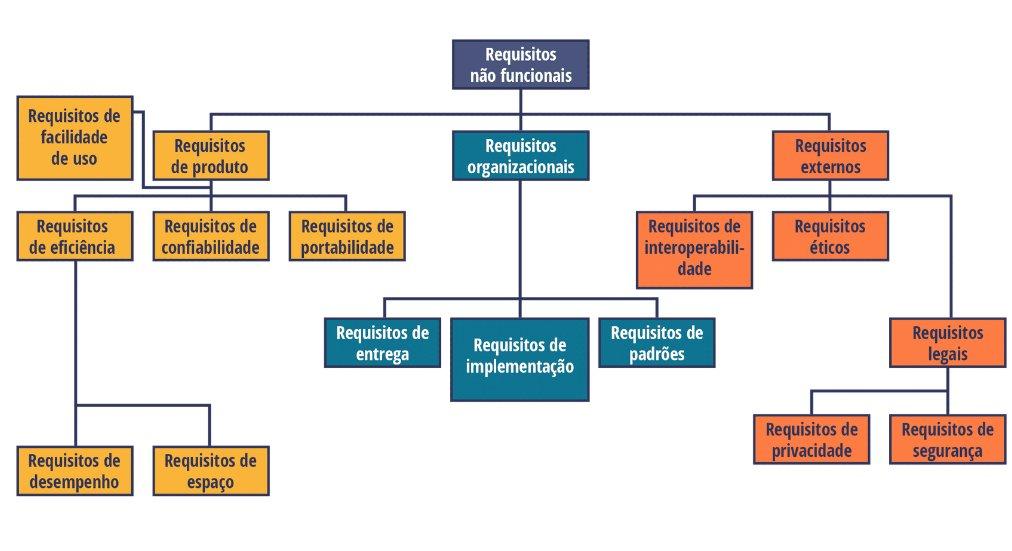 Requisitos
não funcionais
Requisitos de
facilidade
de uso
Requisitos
de produto
Requisitos
organizacionais
Requisitos
externos
Requisitos
de eficiência
Requisitos de
confiabilidade
Requisitos de
portabilidade
Requisitos de
interoperabili-
dade
Requisitos
éticos
Requisitos de
entrega
Requisitos de
implementação
Requisitos de
padrões
Requisitos
legais
Requisitos de
privacidade
Requisitos de
segurança
Requisitos de
desempenho
Requisitos de
espaço